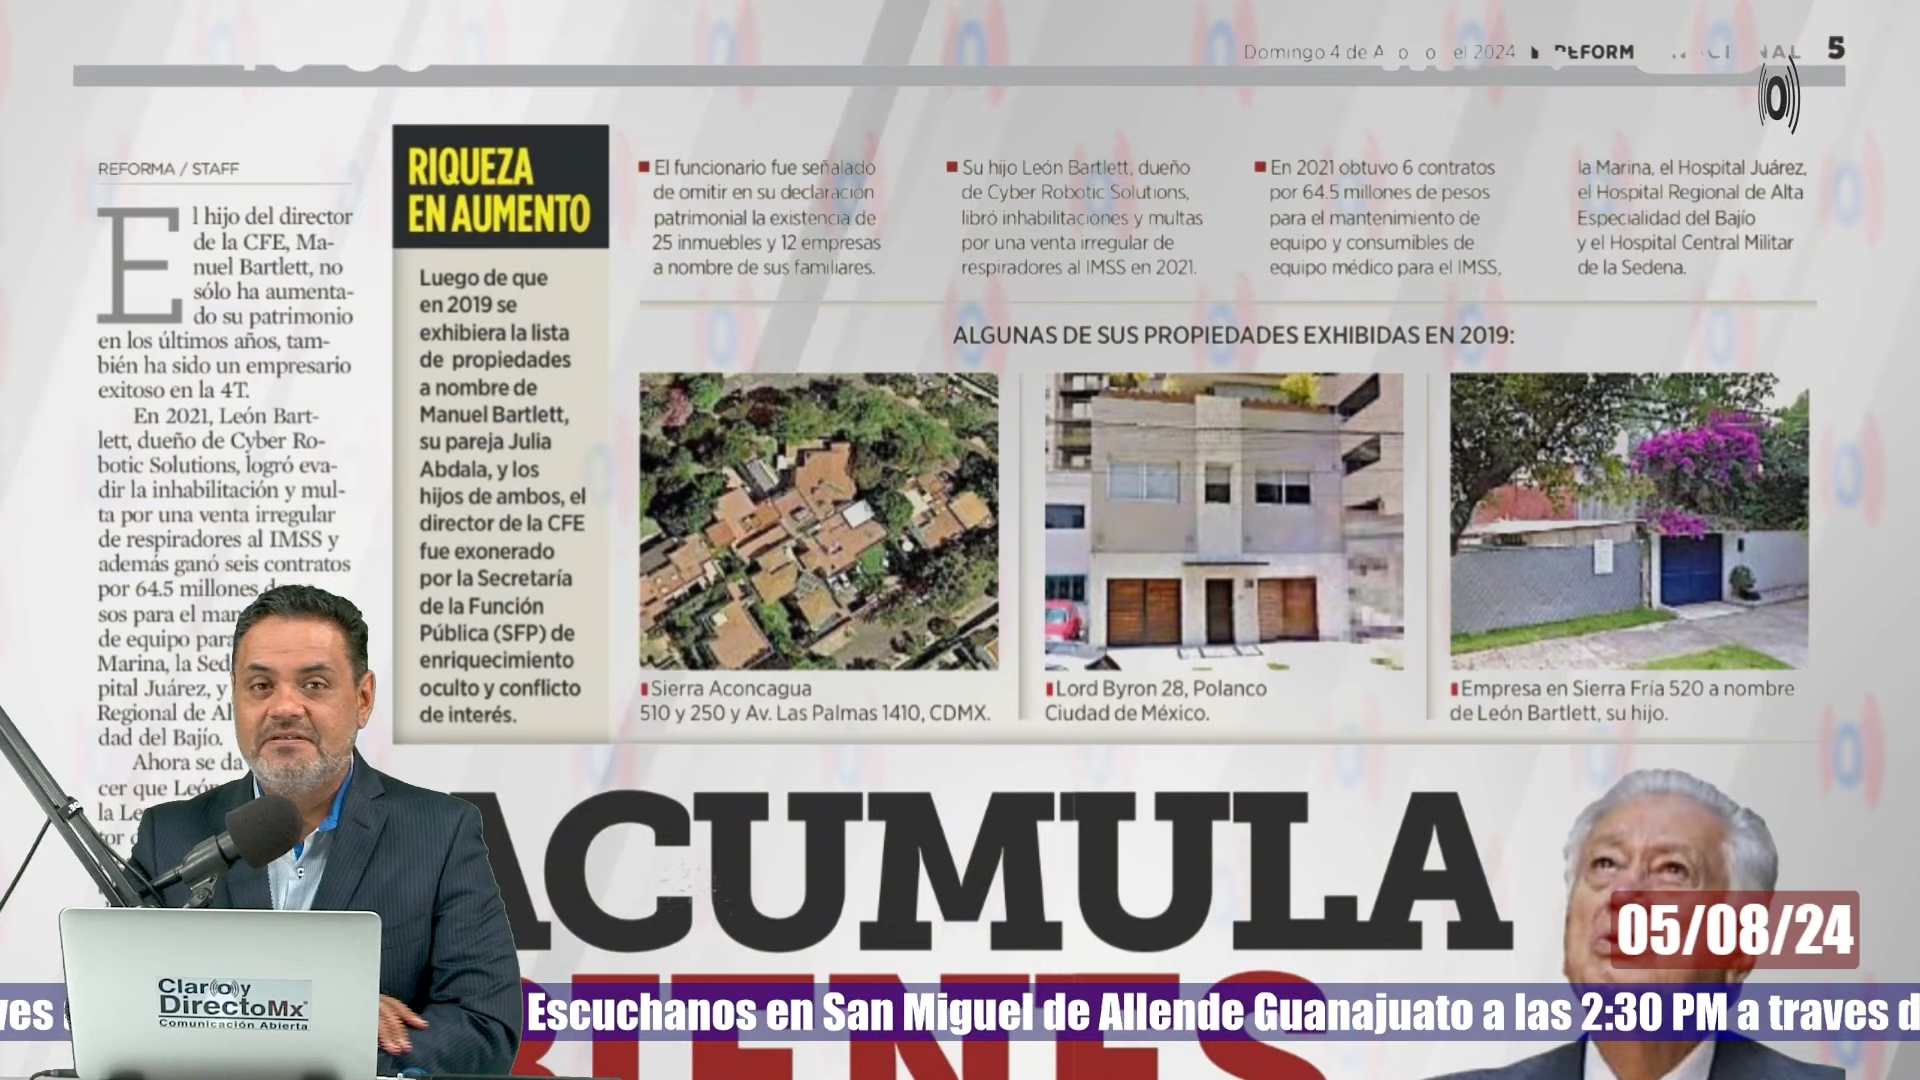 Domingo 4 de
2024
5
REFORMA / STAFF
El hijo del director
de la CFE, Ma-
nuel Bartlett, no
sólo ha aumenta-
do su patrimonio
en los últimos años, tam-
bién ha sido un empresario
exitoso en la 4T.
En 2021, León Bart-
lett, dueño de Cyber Ro-
botic Solutions, logró eva-
dir la inhabilitación y mul-
ta por una venta irregular
de respiradores al IMSS y
además ganó seis contratos
por 64.5 millones
sos para el
de equipo para
Marina, la
pital Juárez, y
Regional de
dad del Bajío.
Ahora se da
cer que
la
RIQUEZA
EN AUMENTO
Luego de que
en 2019 se
exhibiera la lista
de propiedades
a nombre de
Manuel Bartlett,
su pareja Julia
Abdala, y los
hijos de ambos, el
director de la CFE
fue exonerado
por la Secretaría
de la Función
Pública (SFP) de
enriquecimiento
oculto y conflicto
de interés.
El funcionario fue señalado
de omitir en su declaración
patrimonial la existencia de
25 inmuebles y 12 empresas
a nombre de sus familiares.
Su hijo León Bartlett, dueño
de Cyber Robotic Solutions,
libró inhabilitaciones y multas
por una venta irregular de
respiradores al IMSS en 2021.
En 2021 obtuvo 6 contratos
por 64.5 millones de pesos
para el mantenimiento de
equipo y consumibles de
equipo médico para el IMSS,
la Marina, el Hospital Juárez,
el Hospital Regional de Alta
Especialidad del Bajío
y el Hospital Central Militar
de la Sedena.
ALGUNAS DE SUS PROPIEDADES EXHIBIDAS EN 2019:
Sierra Aconcagua
510 y 250 y Av. Las Palmas 1410, CDMX.
Lord Byron 28, Polanco
Ciudad de México.
Empresa en Sierra Fría 520 a nombre
de León Bartlett, su hijo.
ACUMULA
BIENES
05/08/24
Claro y
DirectoMx
Comunicación Abierta
Escuchanos en San Miguel de Allende Guanajuato a las 2:30 PM a traves